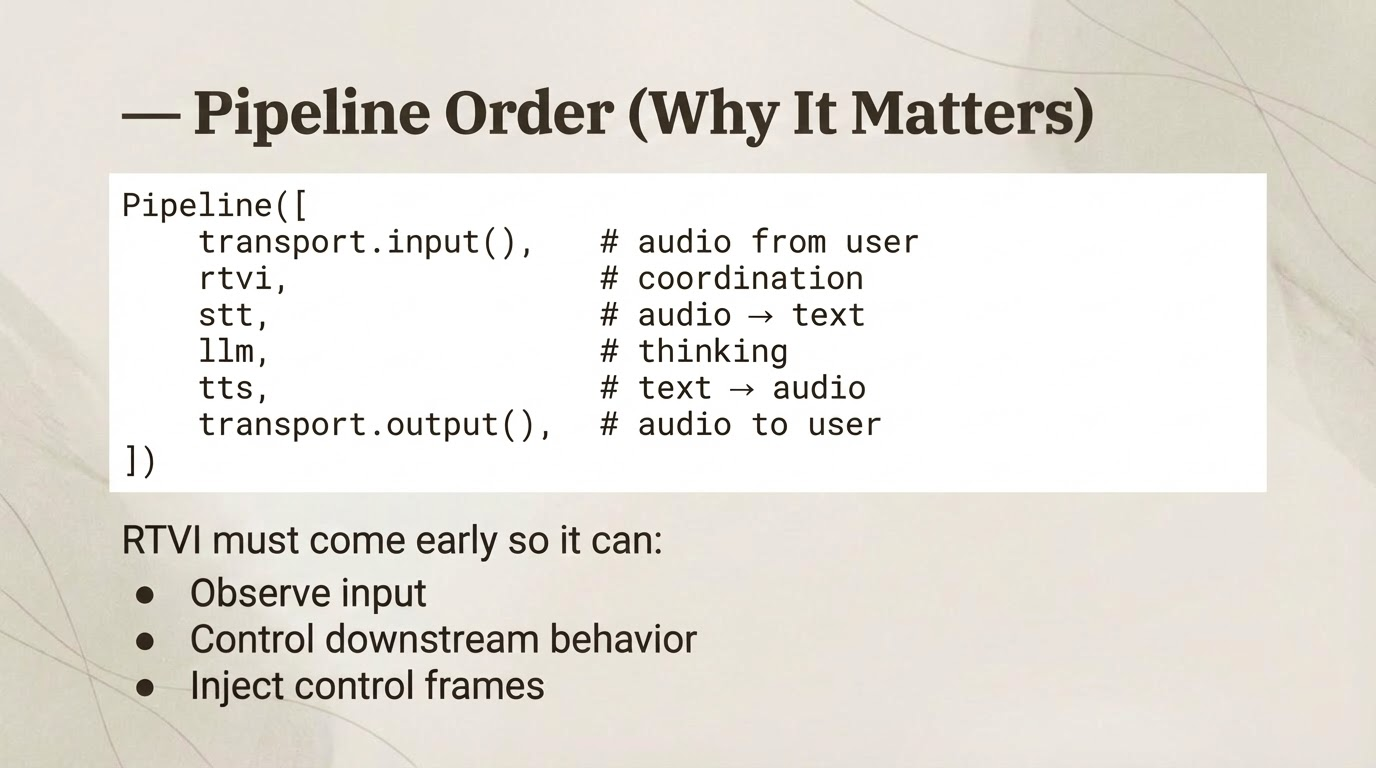 — Pipeline Order (Why It Matters)
Pipeline([
    transport.input(),   # audio from user
    rtvi,                # coordination
    stt,                 # audio → text
    llm,                 # thinking
    tts,                 # text → audio
    transport.output(),  # audio to user
])
RTVI must come early so it can:
● Observe input
● Control downstream behavior
● Inject control frames